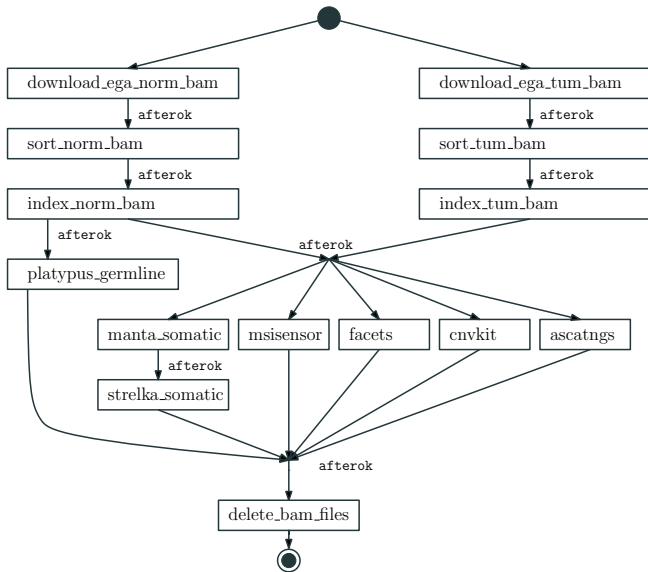 download_ega_norm_bam
download_ega_tum_bam
afterok
afterok
sort_norm_bam
sort_tum_bam
afterok
afterok
index_norm_bam
index_tum_bam
afterok
afterok
platypus_germline
manta_somatic
msisensor
facets
cnvkit
ascatngs
afterok
strelka_somatic
afterok
delete_bam_files